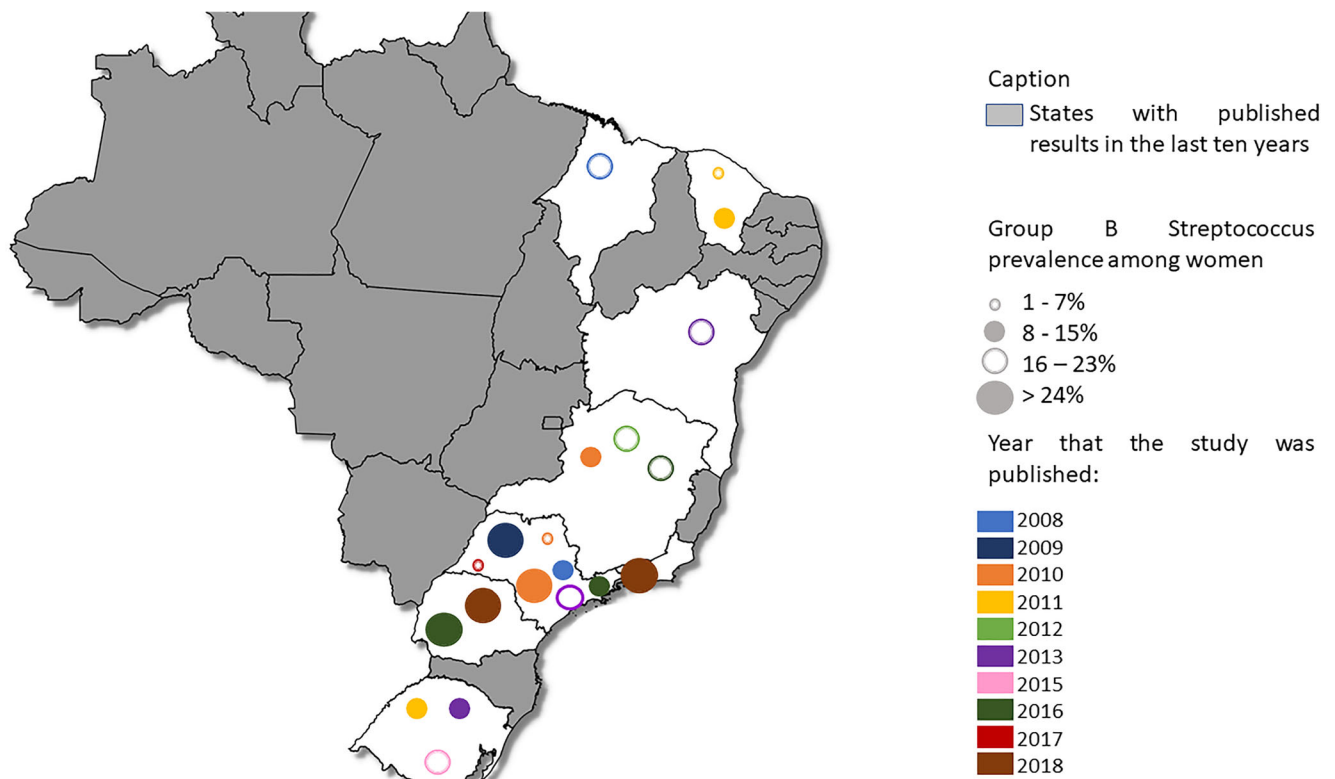 Caption
States with published
results in the last ten years
Group B Streptococcus
prevalence among women
1 - 7%
8 - 15%
16 – 23%
> 24%
Year that the study was
published:
2008
2009
2010
2011
2012
2013
2015
2016
2017
2018